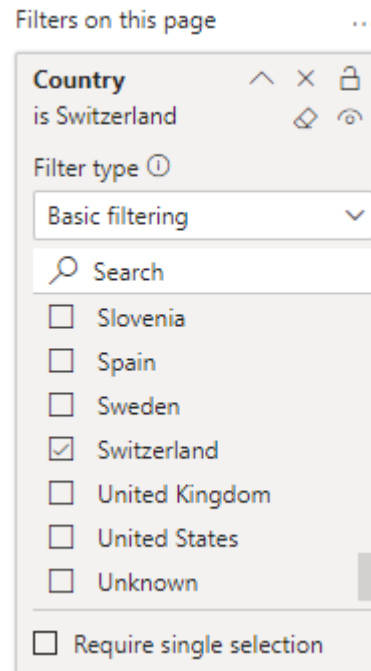 Filters on this page
Country
is Switzerland
Filter type
Basic filtering
Search
Slovenia
Spain
Sweden
Switzerland
United Kingdom
United States
Unknown
Require single selection